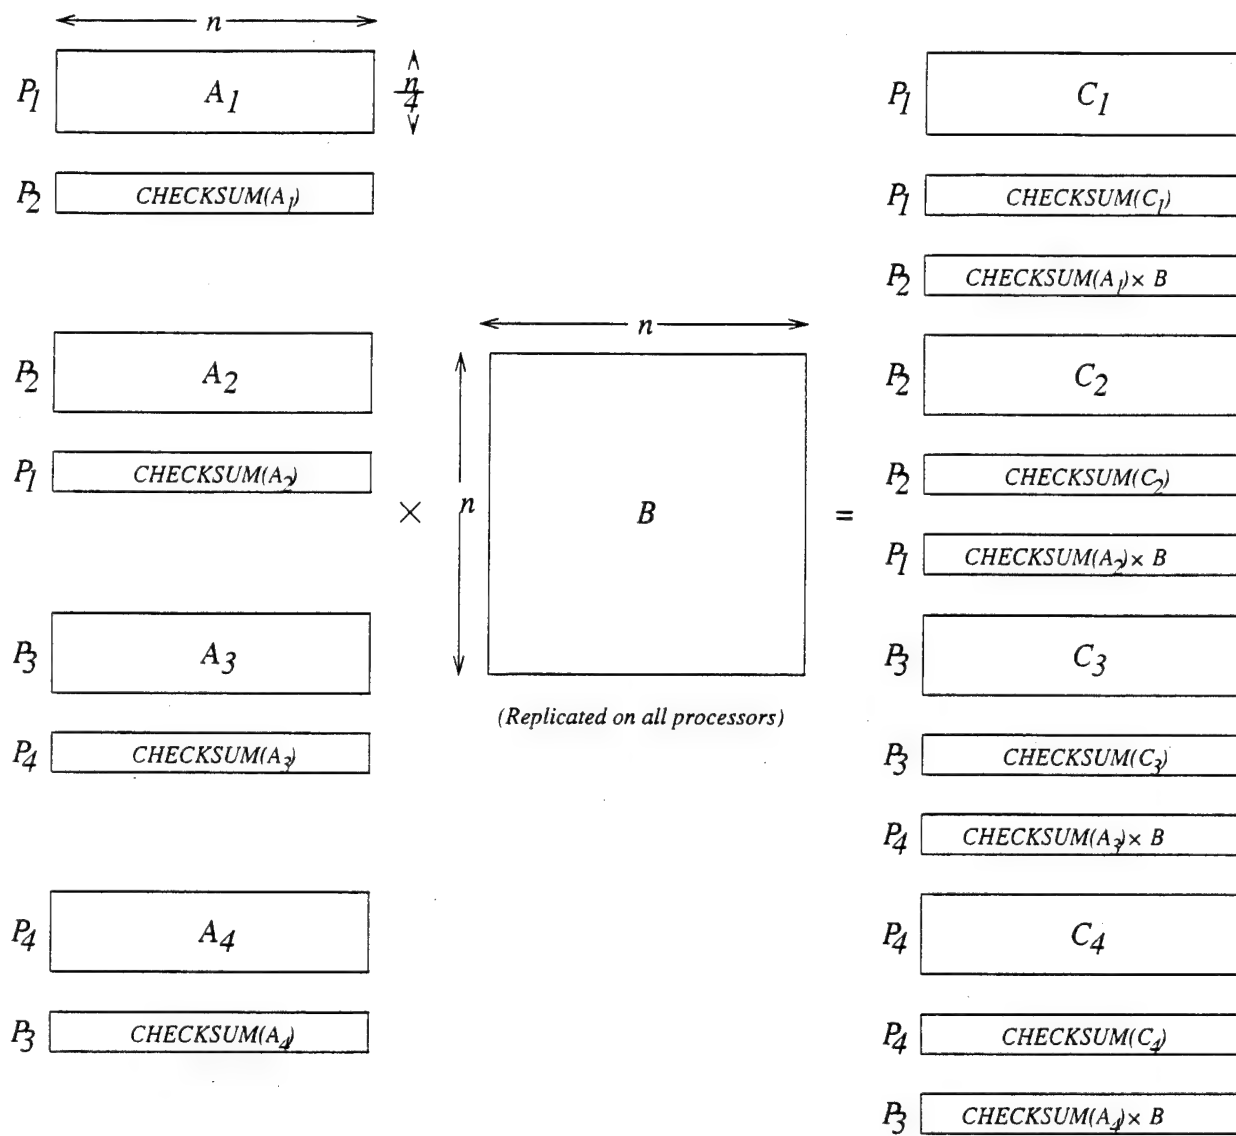 n
P1 A1 n/4
P2 CHECKSUM(A1)
P2 A2
P1 CHECKSUM(A2)
P3 A3
P4 CHECKSUM(A3)
P4 A4
P3 CHECKSUM(A4)
×
n
n
B
(Replicated on all processors)
=
P1 C1
P1 CHECKSUM(C1)
P2 CHECKSUM(A1)× B
P2 C2
P2 CHECKSUM(C2)
P1 CHECKSUM(A2)× B
P3 C3
P3 CHECKSUM(C3)
P4 CHECKSUM(A3)× B
P4 C4
P4 CHECKSUM(C4)
P3 CHECKSUM(A4)× B